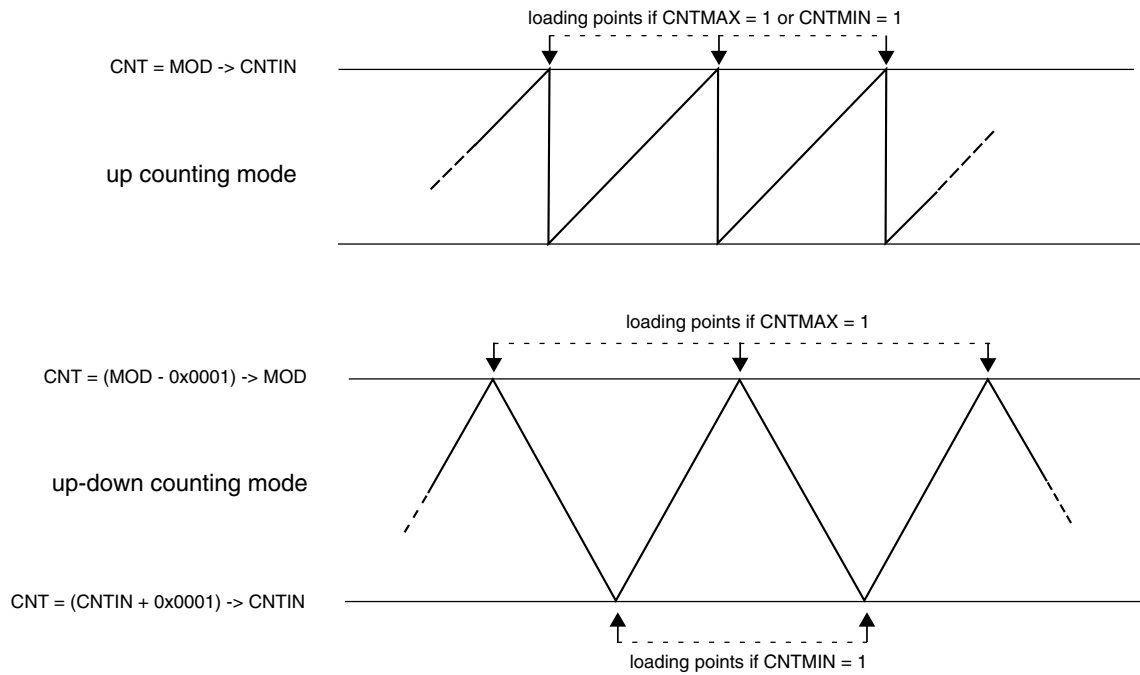 loading points if CNTMAX = 1 or CNTMIN = 1
CNT = MOD -> CNTIN
up counting mode
loading points if CNTMAX = 1
CNT = (MOD - 0x0001) -> MOD
up-down counting mode
CNT = (CNTIN + 0x0001) -> CNTIN
loading points if CNTMIN = 1